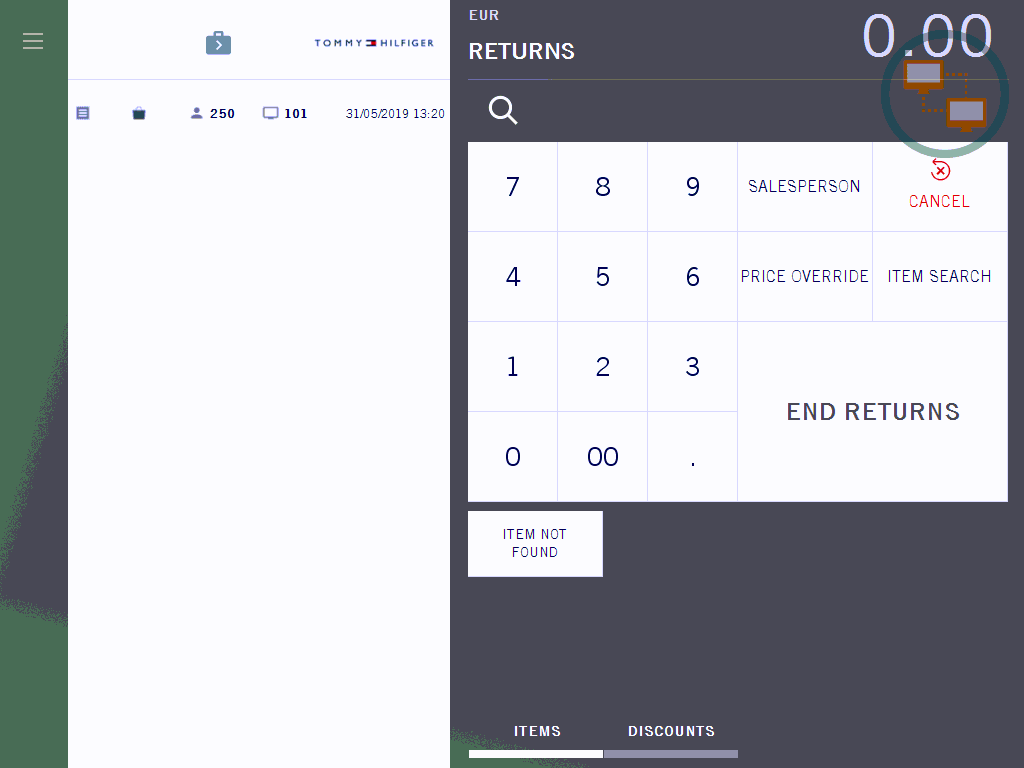 TOMMY HILFIGER
250
101
31/05/2019 13:20
EUR
0.00
RETURNS
7
8
9
SALESPERSON
CANCEL
4
5
6
PRICE OVERRIDE
ITEM SEARCH
1
2
3
END RETURNS
0
00
.
ITEM NOT
FOUND
ITEMS
DISCOUNTS